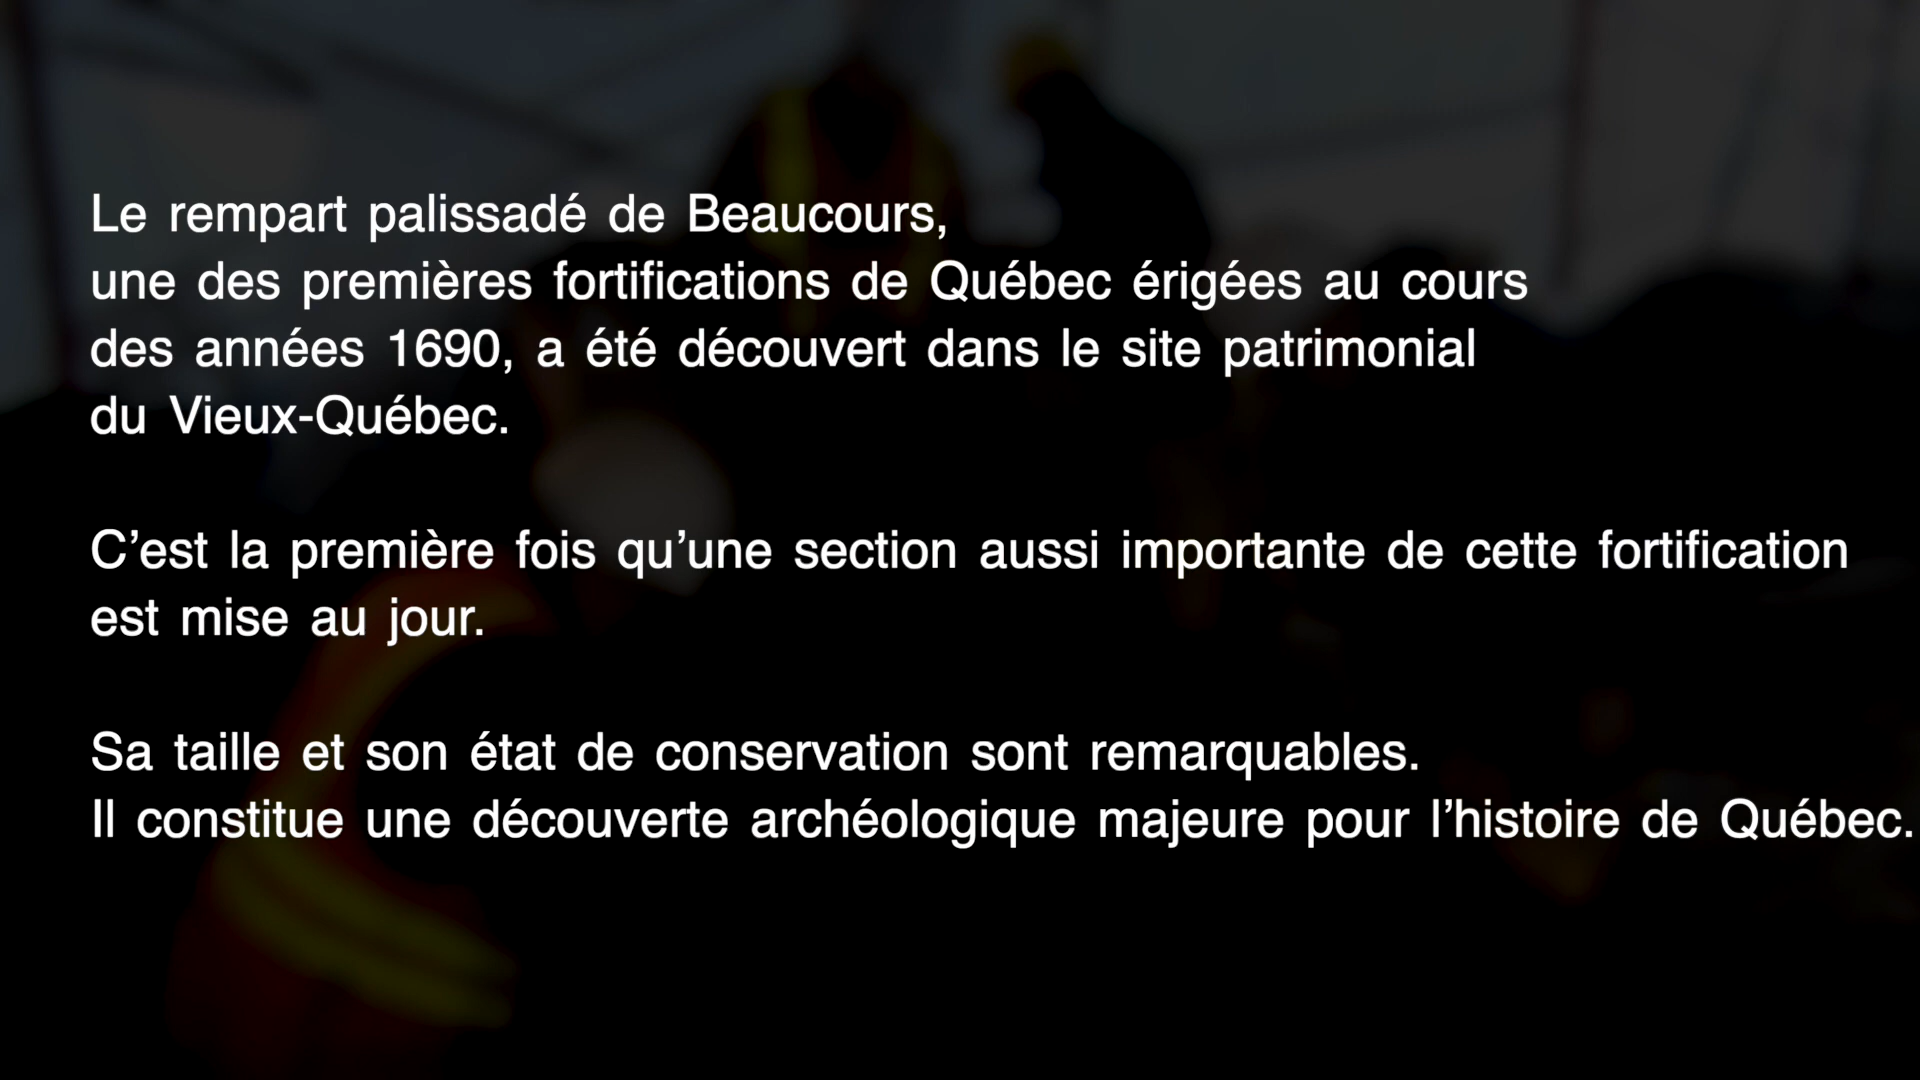 Le rempart palissadé de Beaucours,
une des premières fortifications de Québec érigées au cours
des années 1690, a été découvert dans le site patrimonial
du Vieux-Québec.
C’est la première fois qu’une section aussi importante de cette fortification
est mise au jour.
Sa taille et son état de conservation sont remarquables.
Il constitue une découverte archéologique majeure pour l’histoire de Québec.